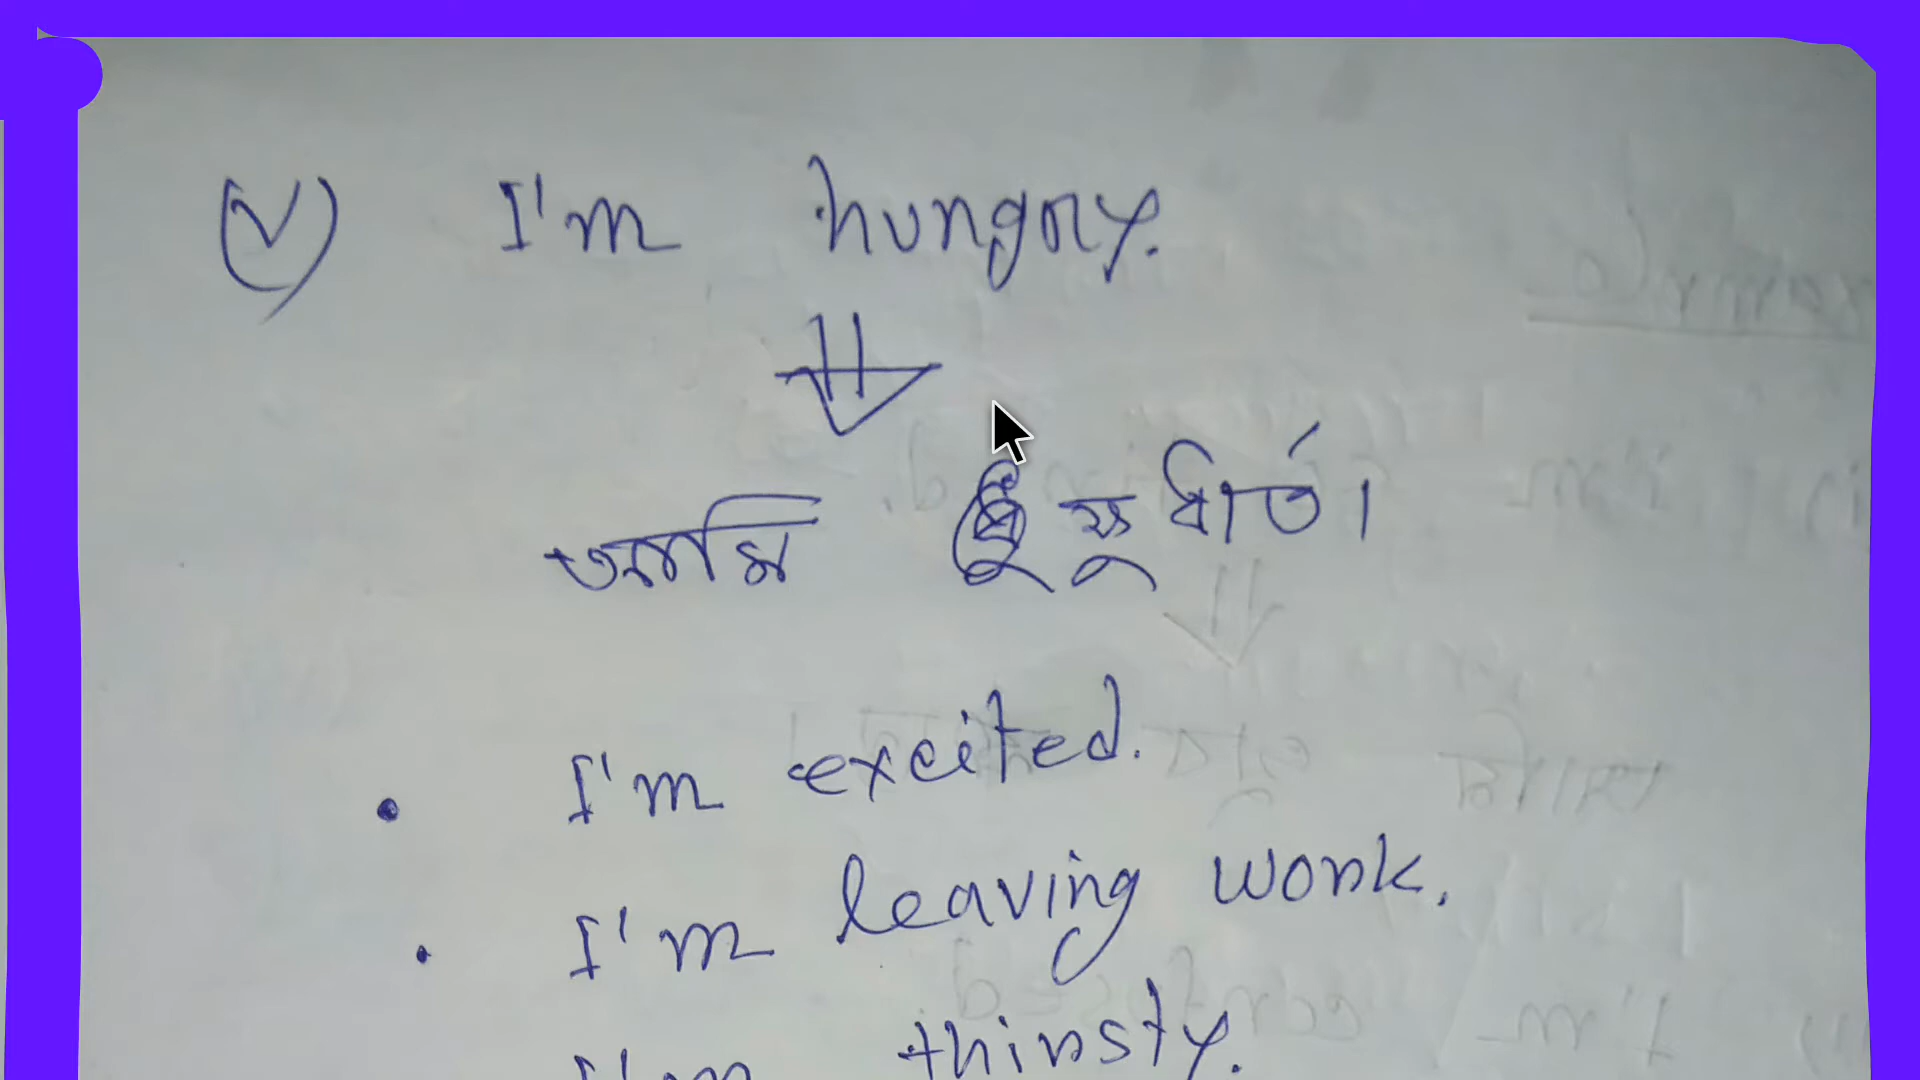 (V) I'm hungry.
আমি ক্ষুধার্ত।
• I'm excited.
• I'm leaving work.
I'm thirsty.